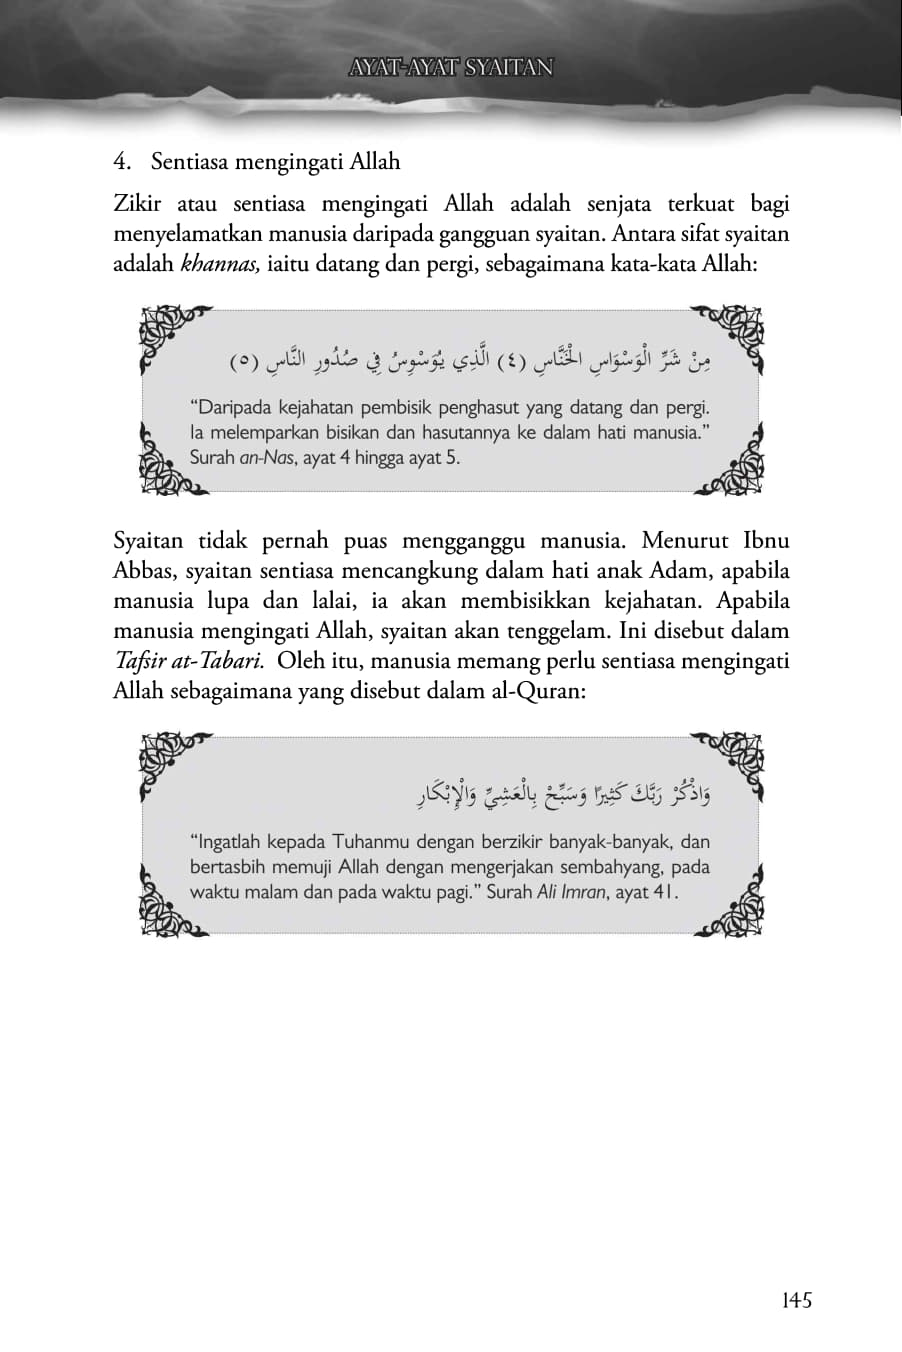 AYAT-AYAT SYAITAN
4. Sentiasa mengingati Allah
Zikir atau sentiasa mengingati Allah adalah senjata terkuat bagi
menyelamatkan manusia daripada gangguan syaitan. Antara sifat syaitan
adalah khannas, iaitu datang dan pergi, sebagaimana kata-kata Allah:
مِنْ شَرِّ الْوَسْوَاسِ الْخَنَّاسِ (٤) الَّذِي يُوَسْوِسُ فِي صُدُورِ النَّاسِ (٥)
“Daripada kejahatan pembisik penghasut yang datang dan pergi.
Ia melemparkan bisikan dan hasutannya ke dalam hati manusia.”
Surah an-Nas, ayat 4 hingga ayat 5.
Syaitan tidak pernah puas mengganggu manusia. Menurut Ibnu
Abbas, syaitan sentiasa mencangkung dalam hati anak Adam, apabila
manusia lupa dan lalai, ia akan membisikkan kejahatan. Apabila
manusia mengingati Allah, syaitan akan tenggelam. Ini disebut dalam
Tafsir at-Tabari. Oleh itu, manusia memang perlu sentiasa mengingati
Allah sebagaimana yang disebut dalam al-Quran:
وَاذْكُرْ رَبَّكَ كَثِيرًا وَسَبِّحْ بِالْعَشِيِّ وَالْإِبْكَارِ
“Ingatlah kepada Tuhanmu dengan berzikir banyak-banyak, dan
bertasbih memuji Allah dengan mengerjakan sembahyang, pada
waktu malam dan pada waktu pagi.” Surah Ali Imran, ayat 41.
145